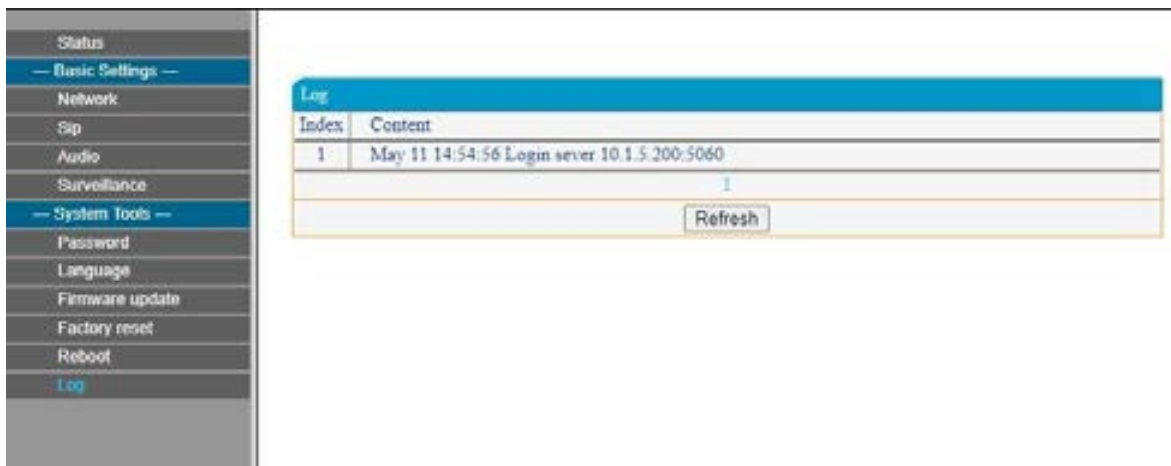 Status
— Basic Settings —
Network
Sip
Audio
Surveillance
— System Tools —
Password
Language
Firmware update
Factory reset
Reboot
Log
Log
Index Content
1 May 11 14:54:56 Login sever 10.1.5.200:5060
1
Refresh